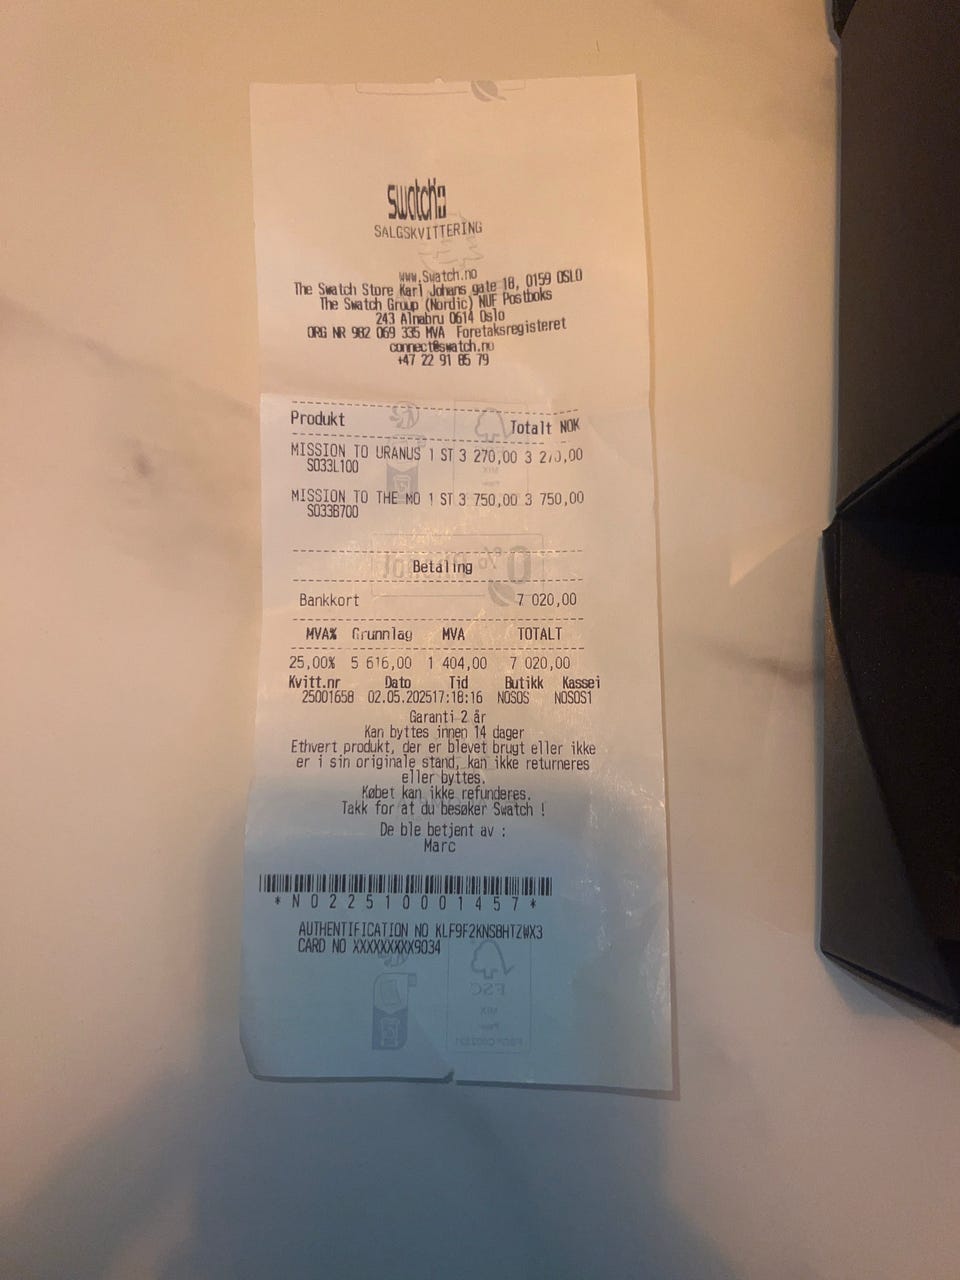 swatch
SALGSKVITTERING
www.Swatch.no
The Swatch Store Karl Johans gate 18, 0159 OSLO
The Swatch Group (Nordic) NUF Postboks
243 Alnabru 0614 Oslo
ORG NR 982 069 335 MVA Foretaksregisteret
connect@swatch.no
+47 22 91 85 79
Produkt Totalt NOK
MISSION TO URANUS 1 ST 3 270,00 3 270,00
SO33L100
MISSION TO THE MO 1 ST 3 750,00 3 750,00
SO33B700
Betaling
Bankkort 7 020,00
MVA% Grunnlag MVA TOTALT
25,00% 5 616,00 1 404,00 7 020,00
Kvitt.nr Dato Tid Butikk Kassei
25001658 02.05.202517:18:16 NOSOS NOSOS1
Garanti 2 år
Kan byttes innen 14 dager
Ethvert produkt, der er blevet brugt eller ikke
er i sin originale stand, kan ikke returneres
eller byttes.
Købet kan ikke refunderes.
Takk for at du besøker Swatch !
De ble betjent av :
Marc
*NO22510001457*
AUTHENTIFICATION NO KLF9F2KNS8HTZWX3
CARD NO XXXXXXXXX9034
FSC
MIX